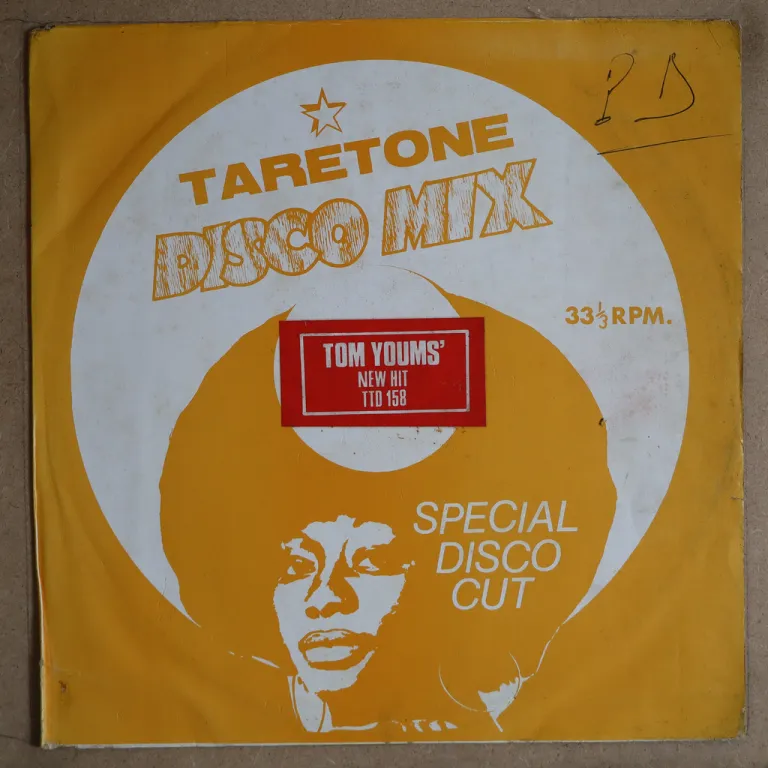 TARETONE
DISCO MIX
33⅓ RPM.
TOM YOUMS'
NEW HIT
TTD 158
SPECIAL
DISCO
CUT